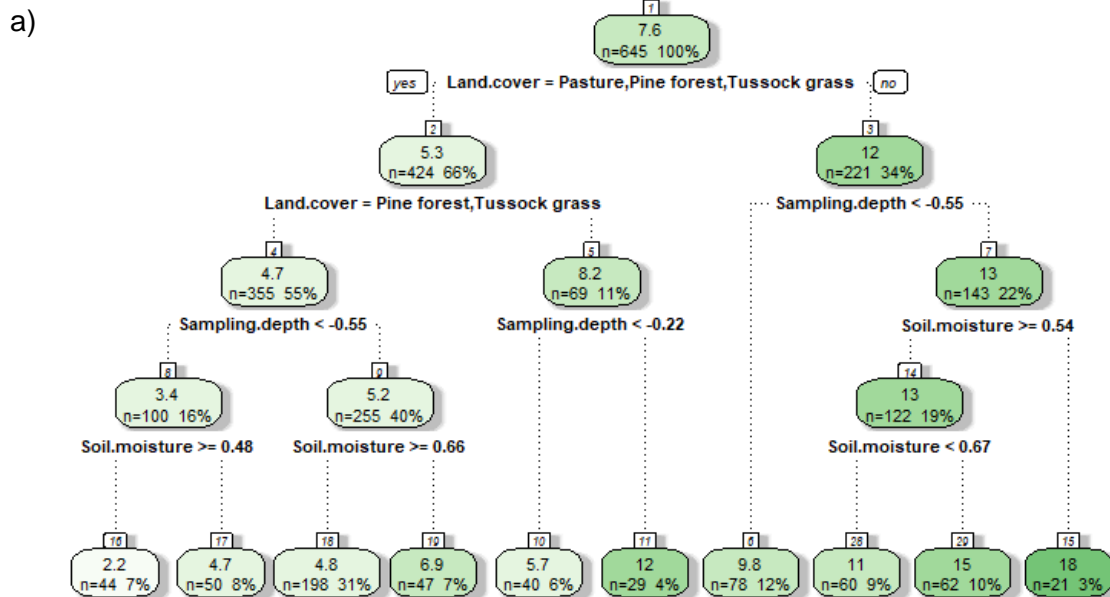 a)
1
7.6
n=645 100%
yes Land.cover = Pasture,Pine forest,Tussock grass no
2 3
5.3 12
n=424 66% n=221 34%
Land.cover = Pine forest,Tussock grass Sampling.depth < -0.55
4 5 7
4.7 8.2 13
n=355 55% n=69 11% n=143 22%
Sampling.depth < -0.55 Sampling.depth < -0.22 Soil.moisture >= 0.54
8 9 14
3.4 5.2 13
n=100 16% n=255 40% n=122 19%
Soil.moisture >= 0.48 Soil.moisture >= 0.66 Soil.moisture < 0.67
16 17 18 19 10 11 6 28 29 15
2.2 4.7 4.8 6.9 5.7 12 9.8 11 15 18
n=44 7% n=50 8% n=198 31% n=47 7% n=40 6% n=29 4% n=78 12% n=60 9% n=62 10% n=21 3%